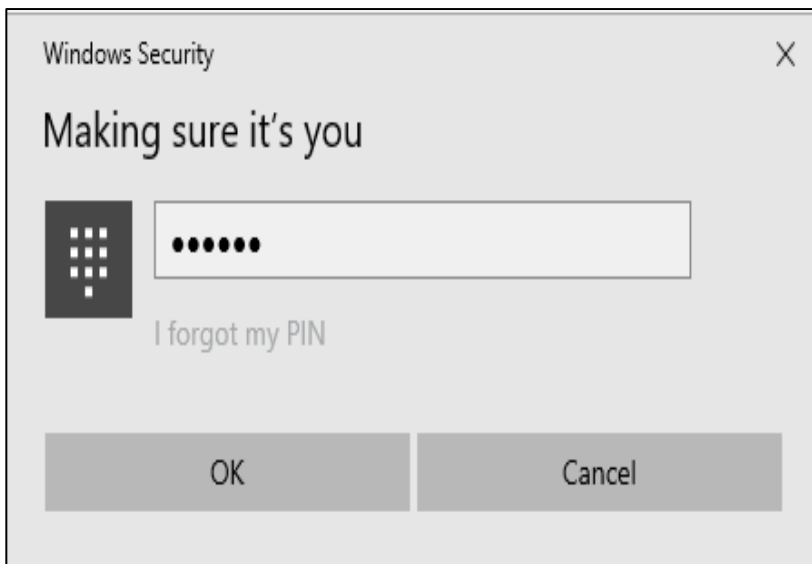 Windows Security
Making sure it's you
••••••
I forgot my PIN
OK
Cancel